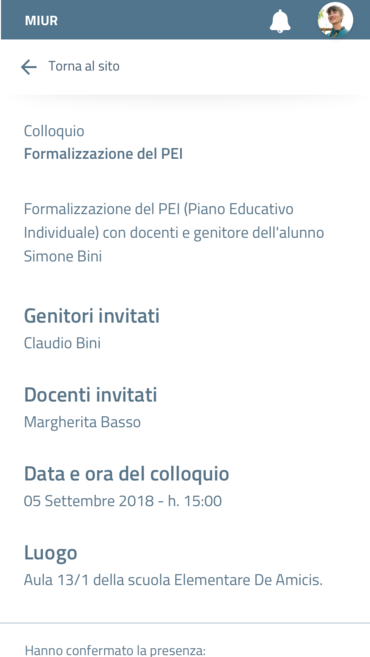 MIUR
Torna al sito
Colloquio
Formalizzazione del PEI
Formalizzazione del PEI (Piano Educativo
Individuale) con docenti e genitore dell'alunno
Simone Bini
Genitori invitati
Claudio Bini
Docenti invitati
Margherita Basso
Data e ora del colloquio
05 Settembre 2018 - h. 15:00
Luogo
Aula 13/1 della scuola Elementare De Amicis.
Hanno confermato la presenza: